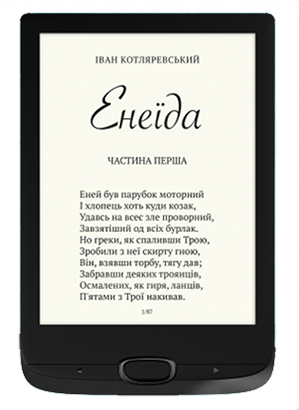 ІВАН КОТЛЯРЕВСЬКИЙ
Енеїда
ЧАСТИНА ПЕРША
Еней був парубок моторний
І хлопець хоть куди козак,
Удавсь на всеє зле проворний,
Завзятіший од всіх бурлак.
Но греки, як спаливши Трою,
Зробили з неї скирту гною,
Він, взявши торбу, тягу дав;
Забравши деяких троянців,
Осмалених, як гиря, ланців,
П'ятами з Трої накивав.
1/87